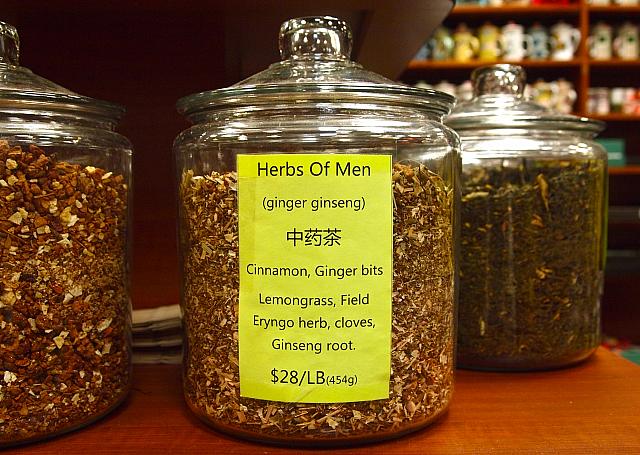 Herbs Of Men
(ginger ginseng)
中药茶
Cinnamon, Ginger bits
Lemongrass, Field
Eryngo herb, cloves,
Ginseng root.
$28/LB(454g)